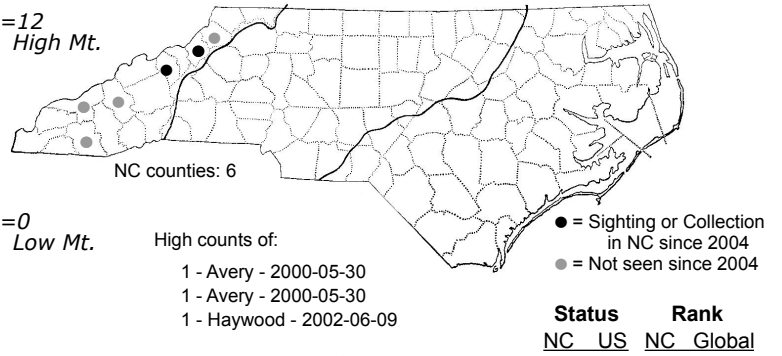 =12
High Mt.
NC counties: 6
=0
Low Mt.
High counts of:
1 - Avery - 2000-05-30
1 - Avery - 2000-05-30
1 - Haywood - 2002-06-09
= Sighting or Collection
in NC since 2004
= Not seen since 2004
Status Rank
NC US NC Global